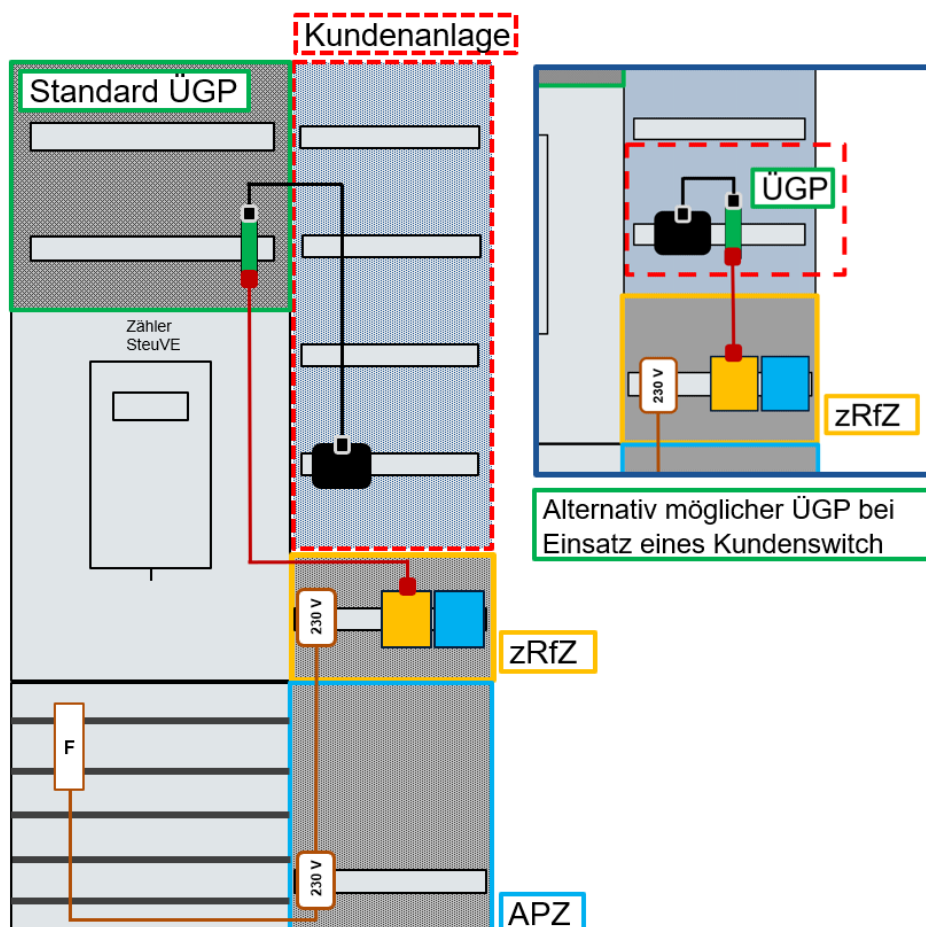 Kundenanlage
Standard ÜGP
Zähler
SteuVE
230 V
zRfZ
F
230 V
APZ
ÜGP
230 V
zRfZ
Alternativ möglicher ÜGP bei
Einsatz eines Kundenswitch